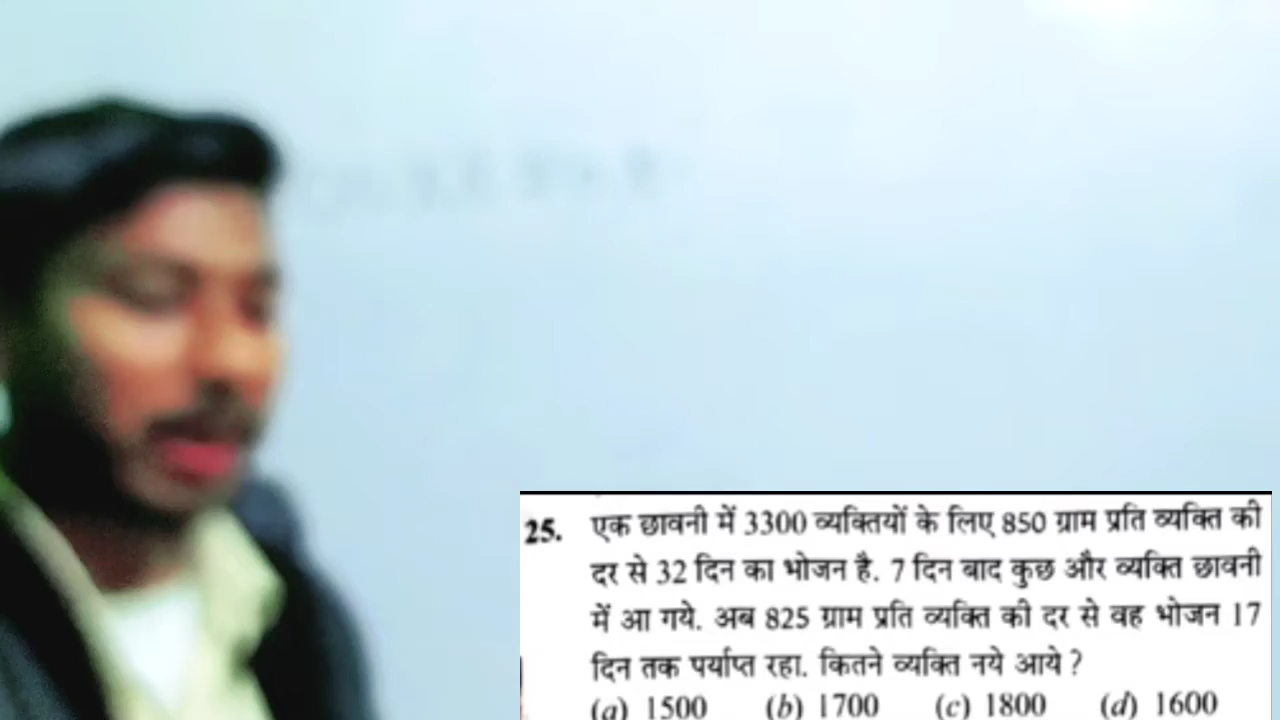 25. एक छावनी में 3300 व्यक्तियों के लिए 850 ग्राम प्रति व्यक्ति की
दर से 32 दिन का भोजन है. 7 दिन बाद कुछ और व्यक्ति छावनी
में आ गये. अब 825 ग्राम प्रति व्यक्ति की दर से वह भोजन 17
दिन तक पर्याप्त रहा. कितने व्यक्ति नये आये ?
(a) 1500 (b) 1700 (c) 1800 (d) 1600